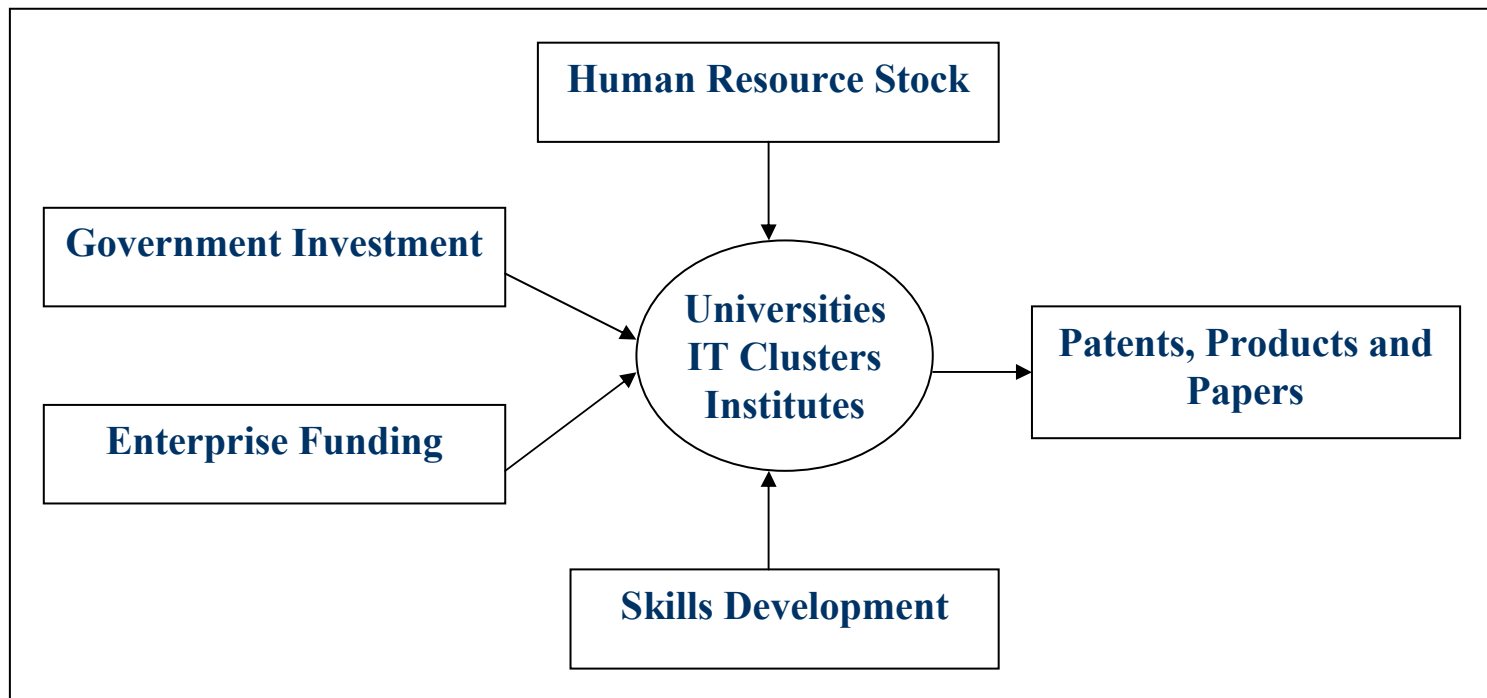 Human Resource Stock
Government Investment
Enterprise Funding
Universities
IT Clusters
Institutes
Patents, Products and
Papers
Skills Development